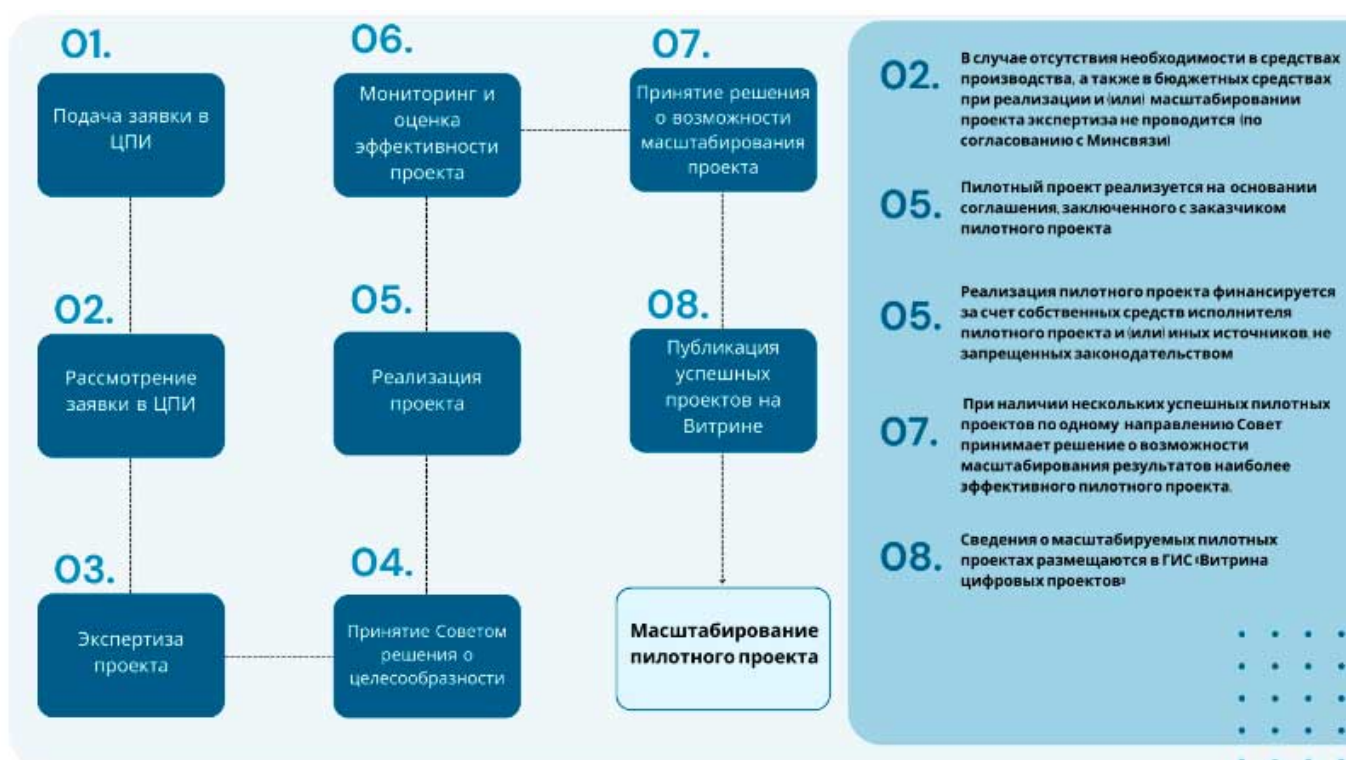 01.
Подача заявки в
ЦПИ
02.
Рассмотрение
заявки в ЦПИ
03.
Экспертиза
проекта
04.
Принятие Советом
решения о
целесообразности
05.
Реализация
проекта
06.
Мониторинг и
оценка
эффективности
проекта
07.
Принятие решения
о возможности
масштабирования
проекта
08.
Публикация
успешных
проектов на
Витрине
Масштабирование
пилотного проекта
02.
В случае отсутствия необходимости в средствах
производства, а также в бюджетных средствах
при реализации и (или) масштабировании
проекта экспертиза не проводится (по
согласованию с Минсвязи)
05.
Пилотный проект реализуется на основании
соглашения, заключенного с заказчиком
пилотного проекта
05.
Реализация пилотного проекта финансируется
за счет собственных средств исполнителя
пилотного проекта и (или) иных источников, не
запрещенных законодательством
07.
При наличии нескольких успешных пилотных
проектов по одному направлению Совет
принимает решение о возможности
масштабирования результатов наиболее
эффективного пилотного проекта.
08.
Сведения о масштабируемых пилотных
проектах размещаются в ГИС «Витрина
цифровых проектов»